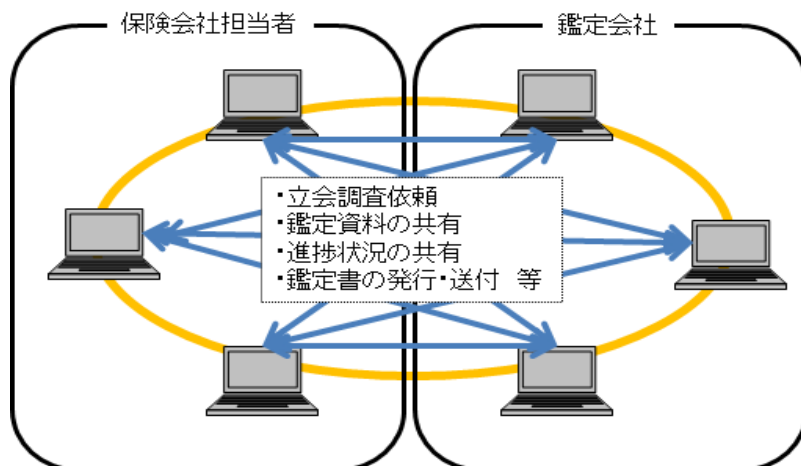 保険会社担当者
鑑定会社
・立会調査依頼
・鑑定資料の共有
・進捗状況の共有
・鑑定書の発行・送付　等